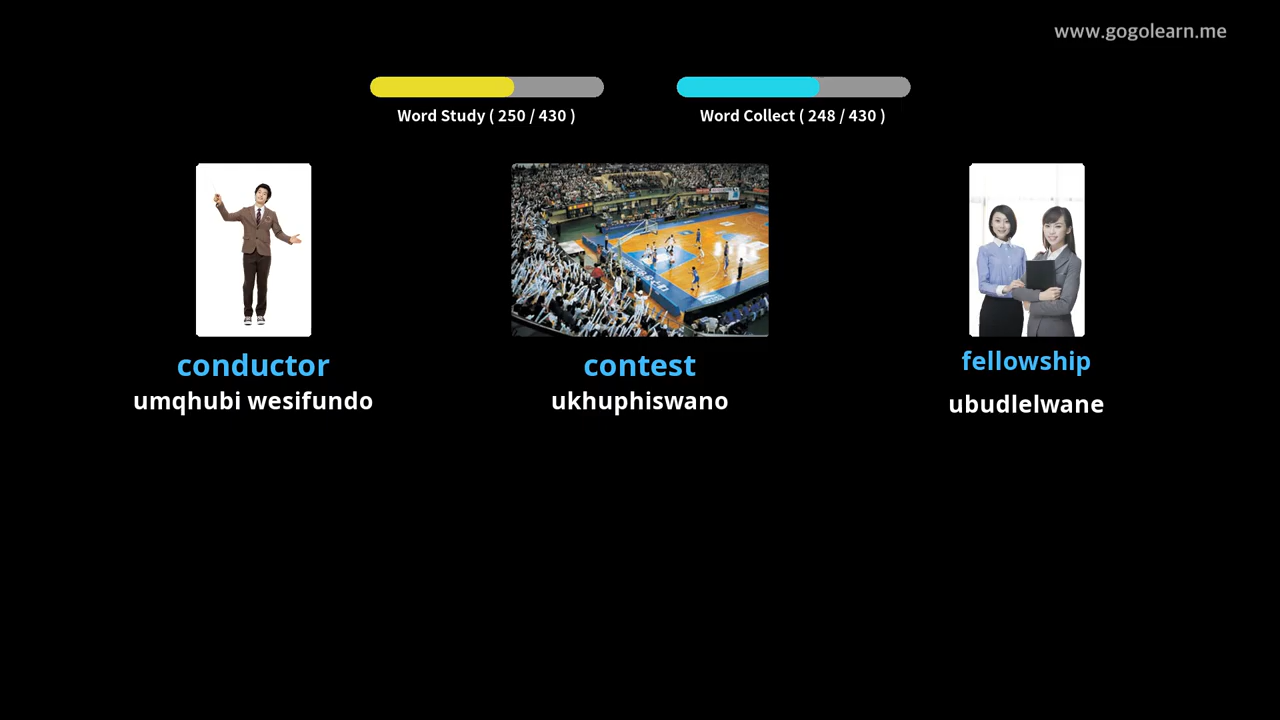 www.gogolearn.me
Word Study ( 250 / 430 )
Word Collect ( 248 / 430 )
conductor
umqhubi wesifundo
contest
ukhuphiswano
fellowship
ubudlelwane